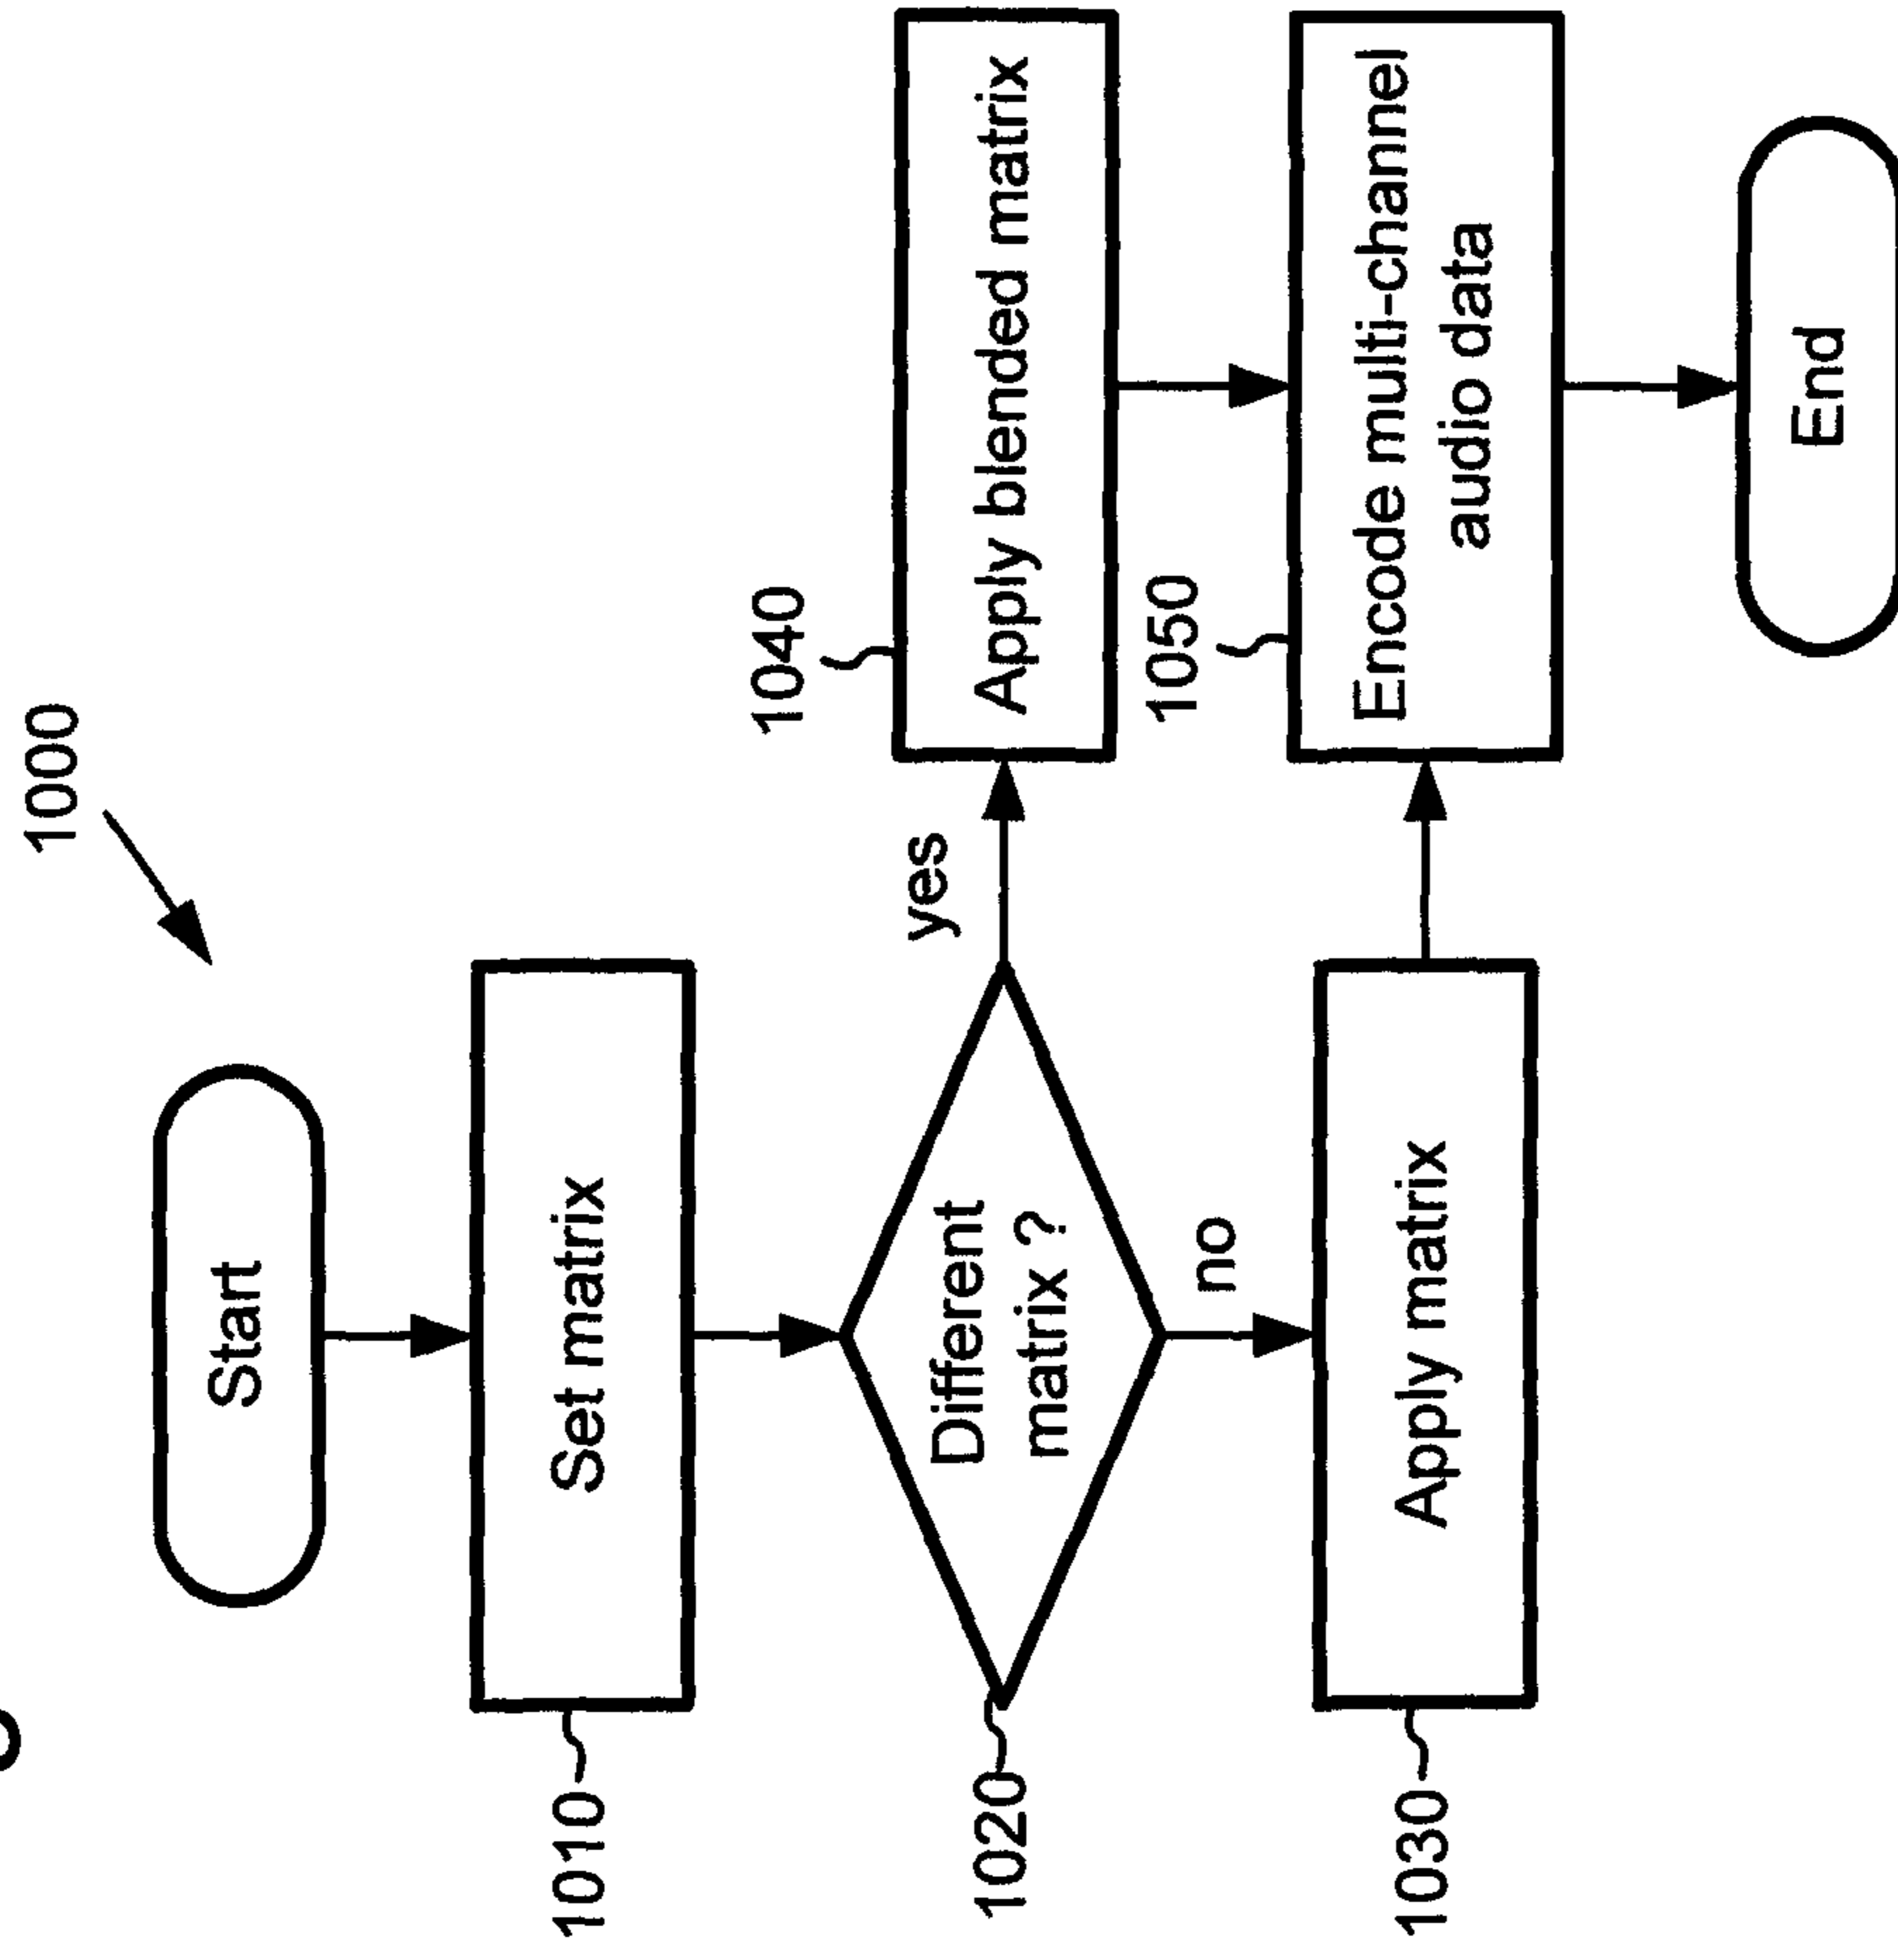 1000
Start
1010
Set matrix
1020
Different
matrix ?
yes
no
1040
Apply blended matrix
1030
Apply matrix
1050
Encode multi-channel
audio data
End